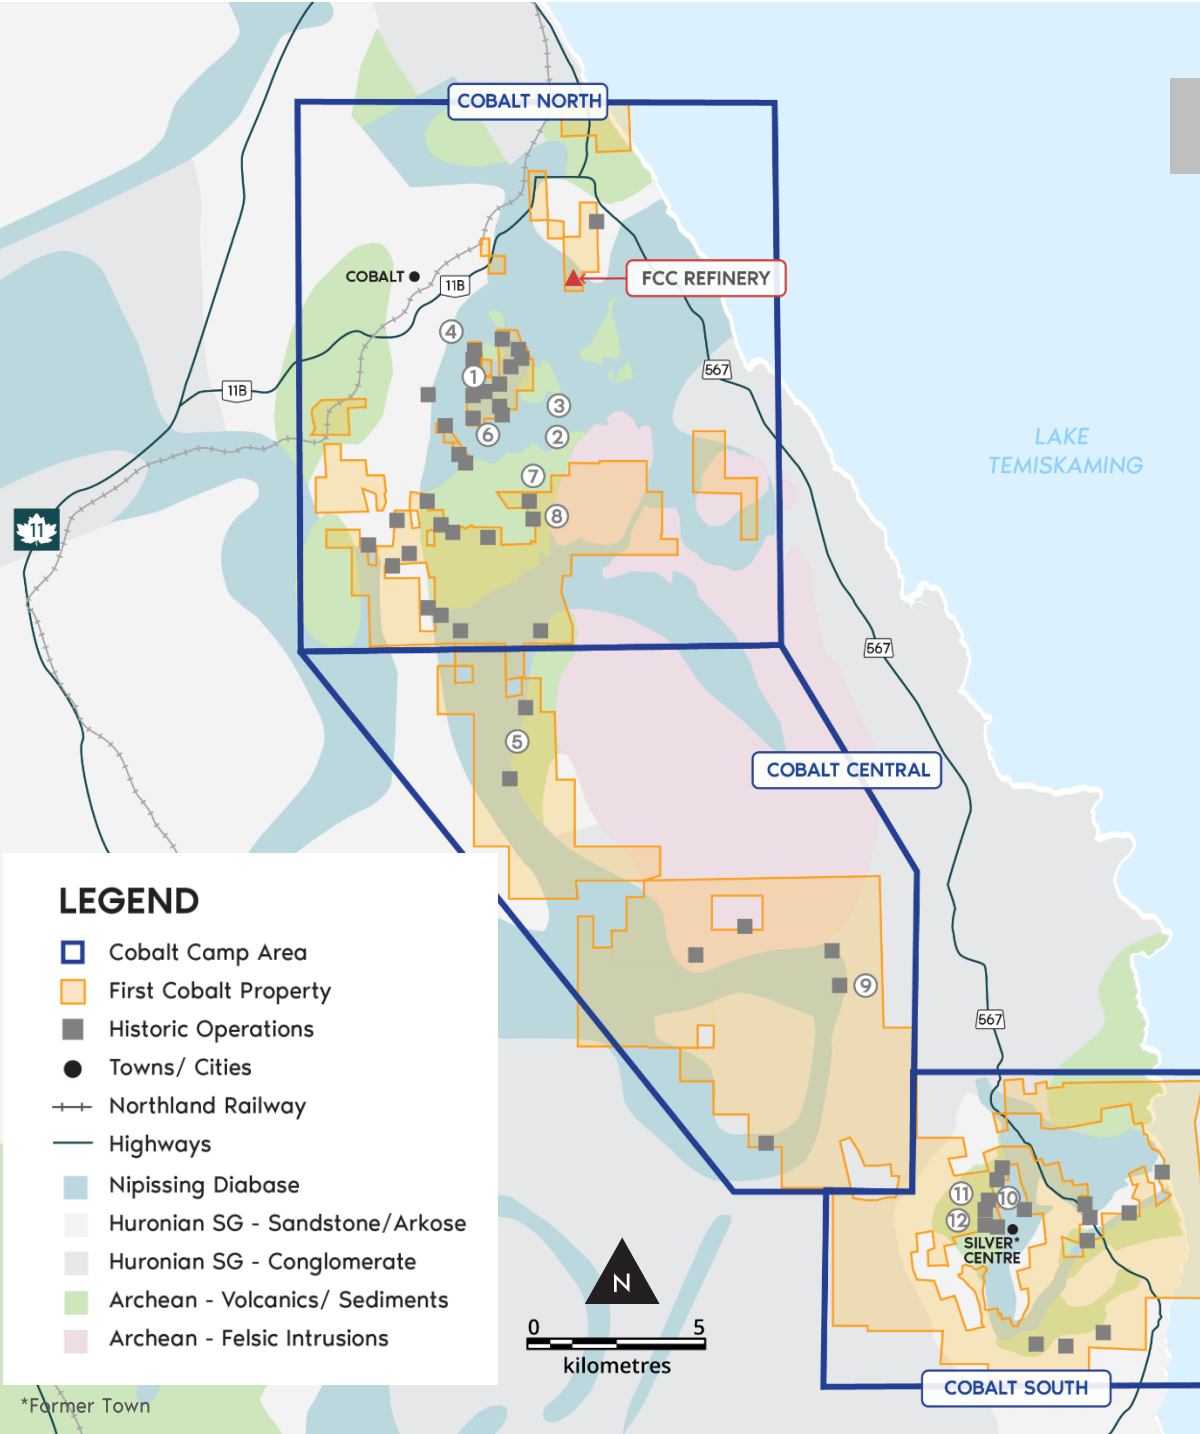 COBALT NORTH
COBALT
11B
FCC REFINERY
4
567
1
11B
3
6
2
LAKE
TEMISKAMING
7
8
11
567
5
COBALT CENTRAL
LEGEND
Cobalt Camp Area
First Cobalt Property
Historic Operations
Towns/ Cities
Northland Railway
Highways
Nipissing Diabase
Huronian SG - Sandstone/Arkose
Huronian SG - Conglomerate
Archean - Volcanics/ Sediments
Archean - Felsic Intrusions
*Former Town
9
567
11
10
12
SILVER*
CENTRE
N
0 5
kilometres
COBALT SOUTH